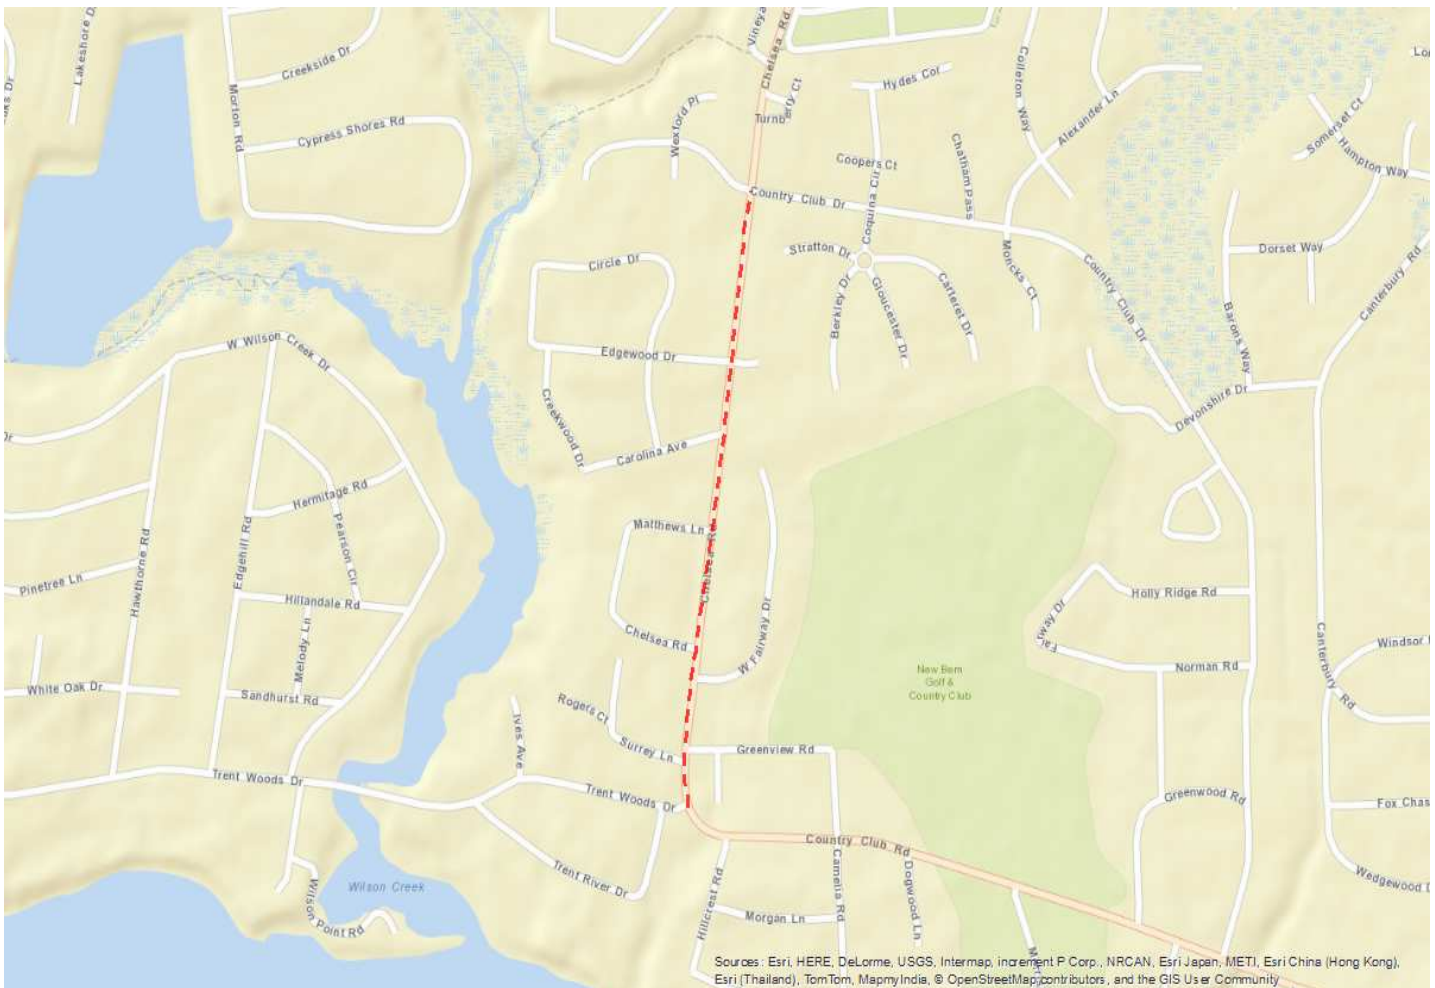 Lakeshore Dr
Creekside Dr
Morton Rd
Cypress Shores Rd
Wexford Pl
Chelsea Rd
Turnberry Ct
Hydes Cor
Colleton Way
Alexander Ln
Somerset Ct
Hampton Way
Coopers Ct
Coquina Cir
Chatham Pass
Country Club Dr
Stratton Dr
Berkley Dr
Gloucester Dr
Carteret Dr
Moncks Ct
Country Club Dr
Dorset Way
Barons Way
Canterbury Rd
Circle Dr
Edgewood Dr
Creekwood Dr
Carolina Ave
W Wilson Creek Dr
Dr
Devonshire Dr
Hermitage Rd
Pearson Cir
Edgehill Rd
Hawthorne Rd
Pinetree Ln
Hillandale Rd
Melody Ln
Sandhurst Rd
White Oak Dr
Matthews Ln
Chelsea Rd
Chelsea Rd
W Fairway Dr
Rogers Ct
Surrey Ln
Ives Ave
Greenview Rd
Trent Woods Dr
Trent Woods Dr
Trent River Dr
New Bern
Golf &
Country Club
Fairway Dr
Holly Ridge Rd
Norman Rd
Canterbury Rd
Windsor
Greenwood Rd
Fox Chas
Wedgewood
Country Club Rd
Camelia Rd
Dogwood Ln
Hillcrest Rd
Morgan Ln
Wilson Creek
Wilson Point Rd
Sources: Esri, HERE, DeLorme, USGS, Intermap, increment P Corp., NRCAN, Esri Japan, METI, Esri China (Hong Kong),
Esri (Thailand), TomTom, MapmyIndia, © OpenStreetMap contributors, and the GIS User Community